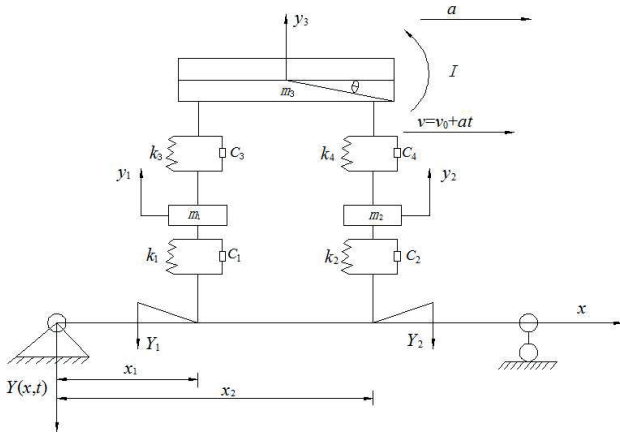 y₃
a
I
θ
m₃
v=v₀+at
k₃
C₃
k₄
C₄
y₁
y₂
m₁
m₂
k₁
C₁
k₂
C₂
x
Y₁
Y₂
Y(x,t)
x₁
x₂